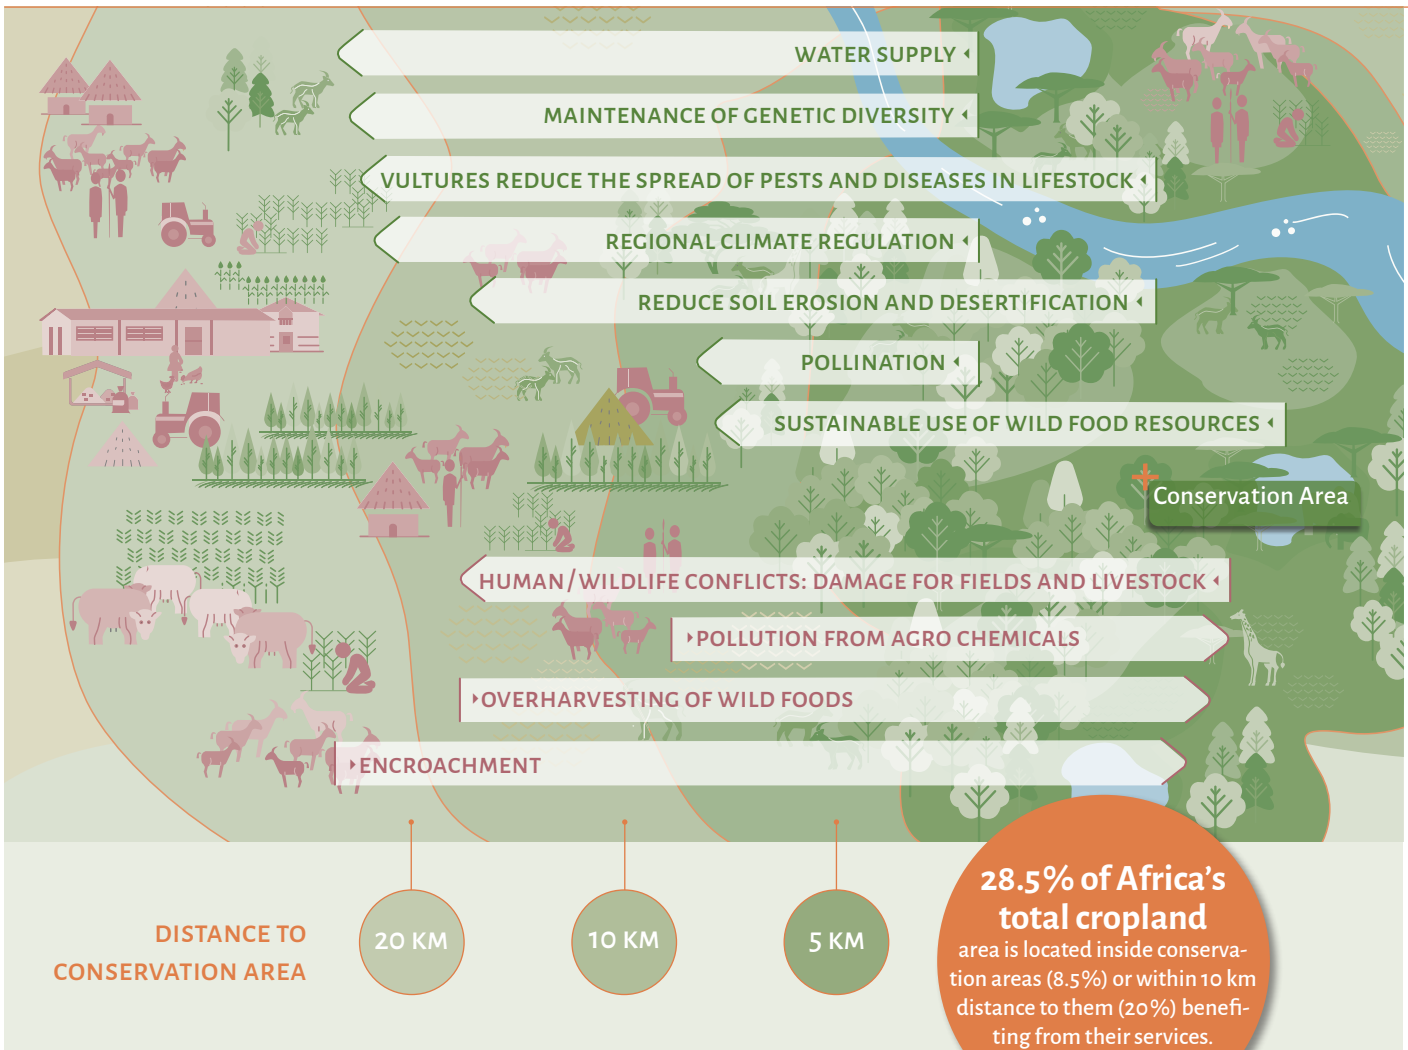 WATER SUPPLY
MAINTENANCE OF GENETIC DIVERSITY
VULTURES REDUCE THE SPREAD OF PESTS AND DISEASES IN LIFESTOCK
REGIONAL CLIMATE REGULATION
REDUCE SOIL EROSION AND DESERTIFICATION
POLLINATION
SUSTAINABLE USE OF WILD FOOD RESOURCES
Conservation Area
HUMAN/WILDLIFE CONFLICTS: DAMAGE FOR FIELDS AND LIVESTOCK
POLLUTION FROM AGRO CHEMICALS
OVERHARVESTING OF WILD FOODS
ENCROACHMENT
DISTANCE TO
CONSERVATION AREA
20 KM
10 KM
5 KM
28.5% of Africa’s
total cropland
area is located inside conserva-
tion areas (8.5%) or within 10 km
distance to them (20%) benefi-
ting from their services.